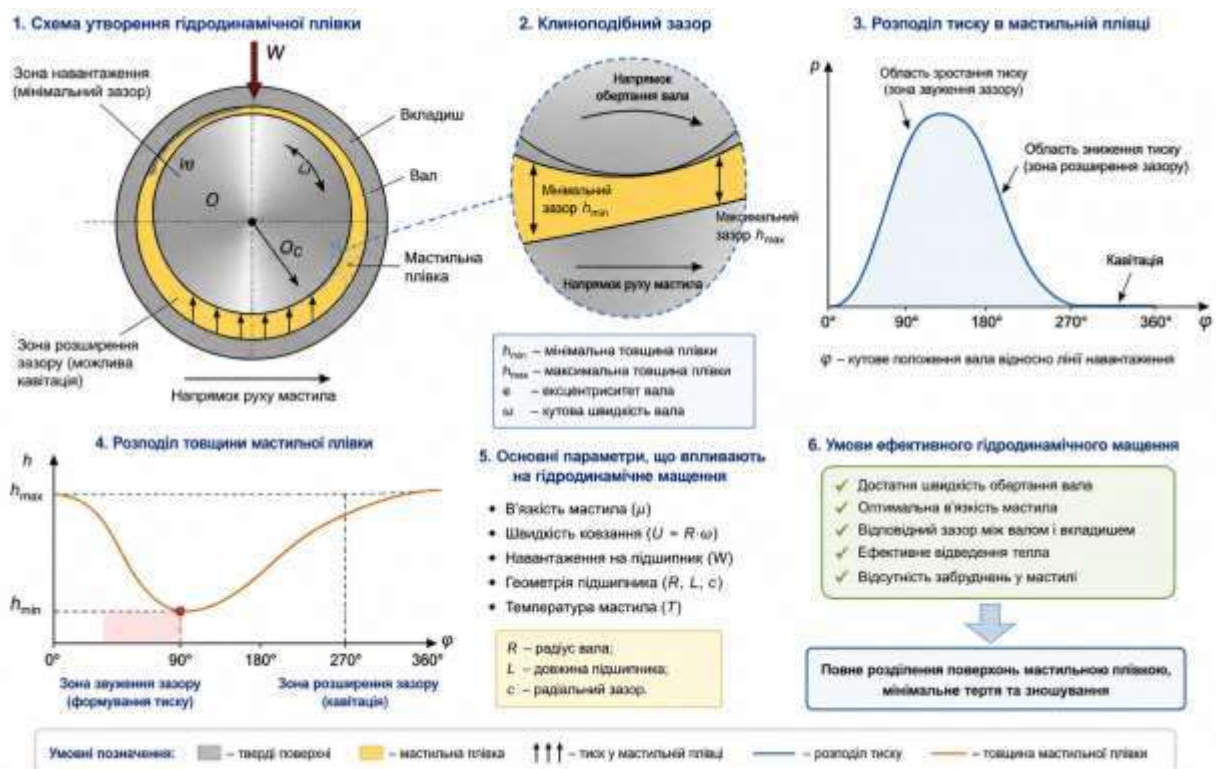 1. Схема утворення гідродинамічної плівки
W
Зона навантаження
(мінімальний зазор)
Вкладиш
ω
Вал
O
Oc
Мастильна
плівка
Зона розширення
зазору (можлива
кавітація)
Напрямок руху мастила
2. Клиноподібний зазор
Напрямок
обертання вала
Мінімальний
зазор hmin
Максимальний
зазор hmax
Напрямок руху мастила
hmin – мінімальна товщина плівки
hmax – максимальна товщина плівки
e – ексцентриситет вала
ω – кутова швидкість вала
3. Розподіл тиску в мастильній плівці
p
Область зростання тиску
(зона звуження зазору)
Область зниження тиску
(зона розширення зазору)
Кавітація
0° 90° 180° 270° 360° φ
φ – кутове положення вала відносно лінії навантаження
4. Розподіл товщини мастильної плівки
h
hmax
hmin
φ
0° 90° 180° 270° 360°
Зона звуження зазору
(формування тиску)
Зона розширення зазору
(кавітація)
5. Основні параметри, що впливають
на гідродинамічне мащення
• В'язкість мастила (μ)
• Швидкість ковзання (U = R·ω)
• Навантаження на підшипник (W)
• Геометрія підшипника (R, L, c)
• Температура мастила (T)
R – радіус вала;
L – довжина підшипника;
c – радіальний зазор.
6. Умови ефективного гідродинамічного мащення
✓ Достатня швидкість обертання вала
✓ Оптимальна в'язкість мастила
✓ Відповідний зазор між валом і вкладишем
✓ Ефективне відведення тепла
✓ Відсутність забруднень у мастилі
Повне розділення поверхонь мастильною плівкою,
мінімальне тертя та зношування
Умовні позначення: – тверді поверхні – мастильна плівка – тиск у мастильній плівці – розподіл тиску – товщина мастильної плівки